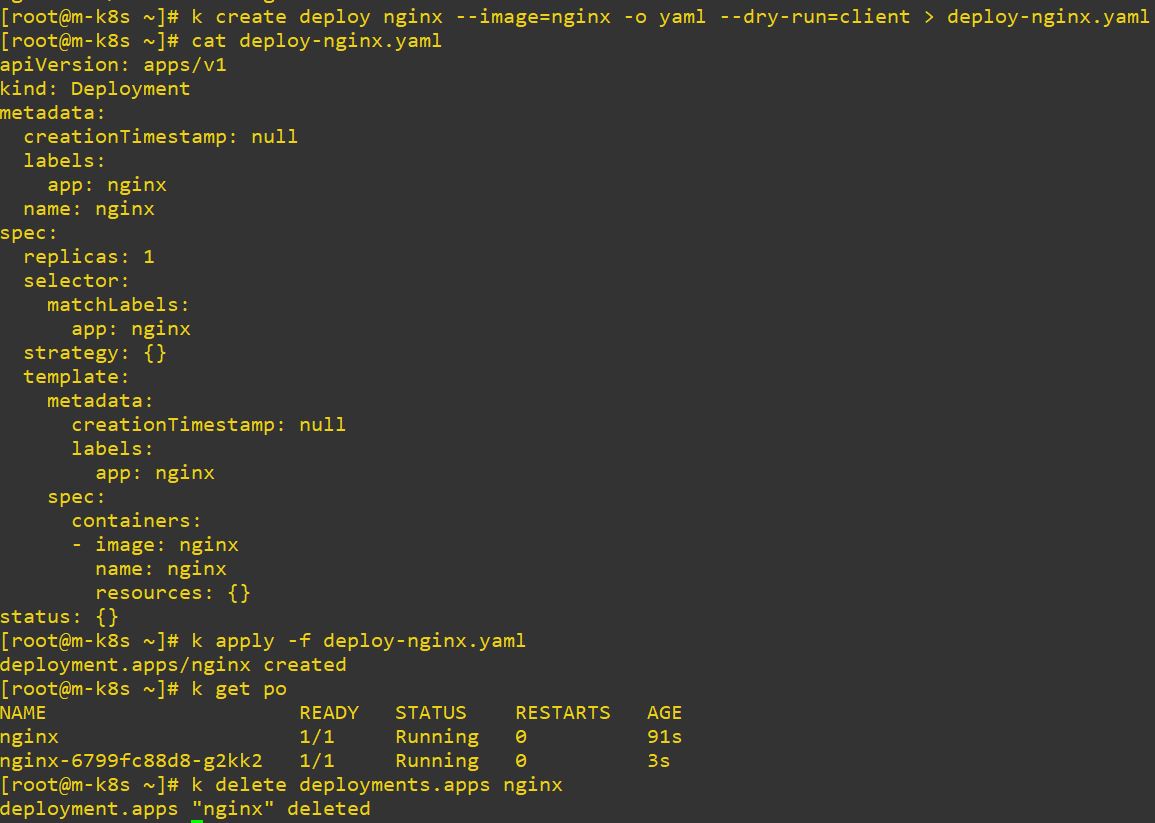 [root@m-k8s ~]# k create deploy nginx --image=nginx -o yaml --dry-run=client > deploy-nginx.yaml
[root@m-k8s ~]# cat deploy-nginx.yaml
apiVersion: apps/v1
kind: Deployment
metadata:
  creationTimestamp: null
  labels:
    app: nginx
  name: nginx
spec:
  replicas: 1
  selector:
    matchLabels:
      app: nginx
  strategy: {}
  template:
    metadata:
      creationTimestamp: null
      labels:
        app: nginx
    spec:
      containers:
      - image: nginx
        name: nginx
        resources: {}
status: {}
[root@m-k8s ~]# k apply -f deploy-nginx.yaml
deployment.apps/nginx created
[root@m-k8s ~]# k get po
NAME                     READY   STATUS    RESTARTS   AGE
nginx                    1/1     Running   0          91s
nginx-6799fc88d8-g2kk2   1/1     Running   0          3s
[root@m-k8s ~]# k delete deployments.apps nginx
deployment.apps "nginx" deleted